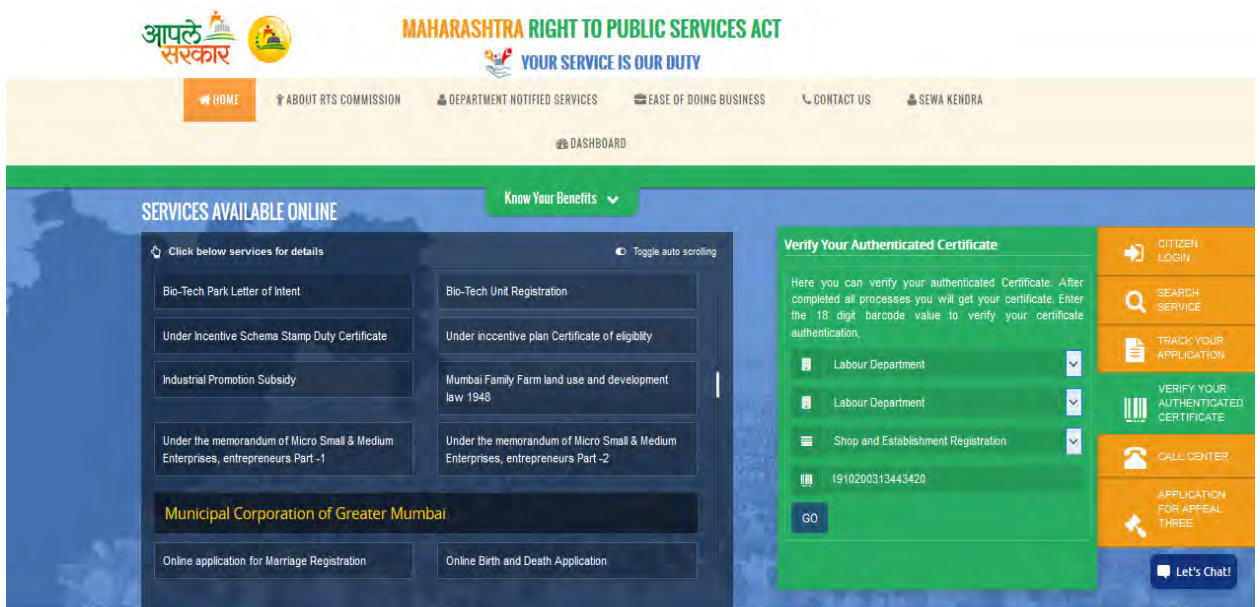 आपले
सरकार
MAHARASHTRA RIGHT TO PUBLIC SERVICES ACT
YOUR SERVICE IS OUR DUTY
HOME
ABOUT RTS COMMISSION
DEPARTMENT NOTIFIED SERVICES
EASE OF DOING BUSINESS
CONTACT US
SEWA KENDRA
DASHBOARD
Know Your Benefits
SERVICES AVAILABLE ONLINE
Click below services for details
Toggle auto scrolling
Bio-Tech Park Letter of Intent
Bio-Tech Unit Registration
Under Incentive Schema Stamp Duty Certificate
Under inccentive plan Certificate of eligiblity
Industrial Promotion Subsidy
Mumbai Family Farm land use and development
law 1948
Under the memorandum of Micro Small & Medium
Enterprises, entrepreneurs Part -1
Under the memorandum of Micro Small & Medium
Enterprises, entrepreneurs Part -2
Municipal Corporation of Greater Mumbai
Online application for Marriage Registration
Online Birth and Death Application
Verify Your Authenticated Certificate
Here you can verify your authenticated Certificate. After
completed all processes you will get your certificate. Enter
the 18 digit barcode value to verify your certificate
authentication.
Labour Department
Labour Department
Shop and Establishment Registration
1910200313443420
GO
CITIZEN
LOGIN
SEARCH
SERVICE
TRACK YOUR
APPLICATION
VERIFY YOUR
AUTHENTICATED
CERTIFICATE
CALL CENTER
APPLICATION
FOR APPEAL
THREE
Let's Chat!